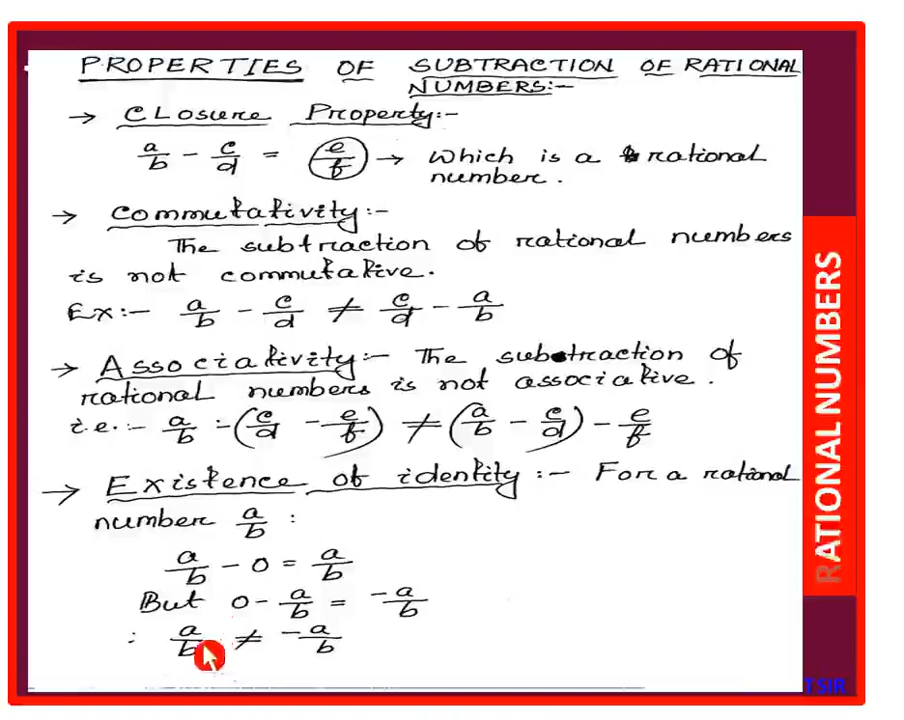 PROPERTIES OF SUBTRACTION OF RATIONAL
NUMBERS:-
→ Closure Property:-
a/b - c/d = e/f → Which is a rational
number.
→ Commutativity:-
The subtraction of rational numbers
is not commutative.
Ex:- a/b - c/d ≠ c/d - a/b
→ Associativity:- The subtraction of
rational numbers is not associative.
i.e.:- a/b - (c/d - e/f) ≠ (a/b - c/d) - e/f
→ Existence of identity:- For a rational
number a/b :
a/b - 0 = a/b
But 0 - a/b = -a/b
: a/b ≠ -a/b
RATIONAL NUMBERS
TSIR